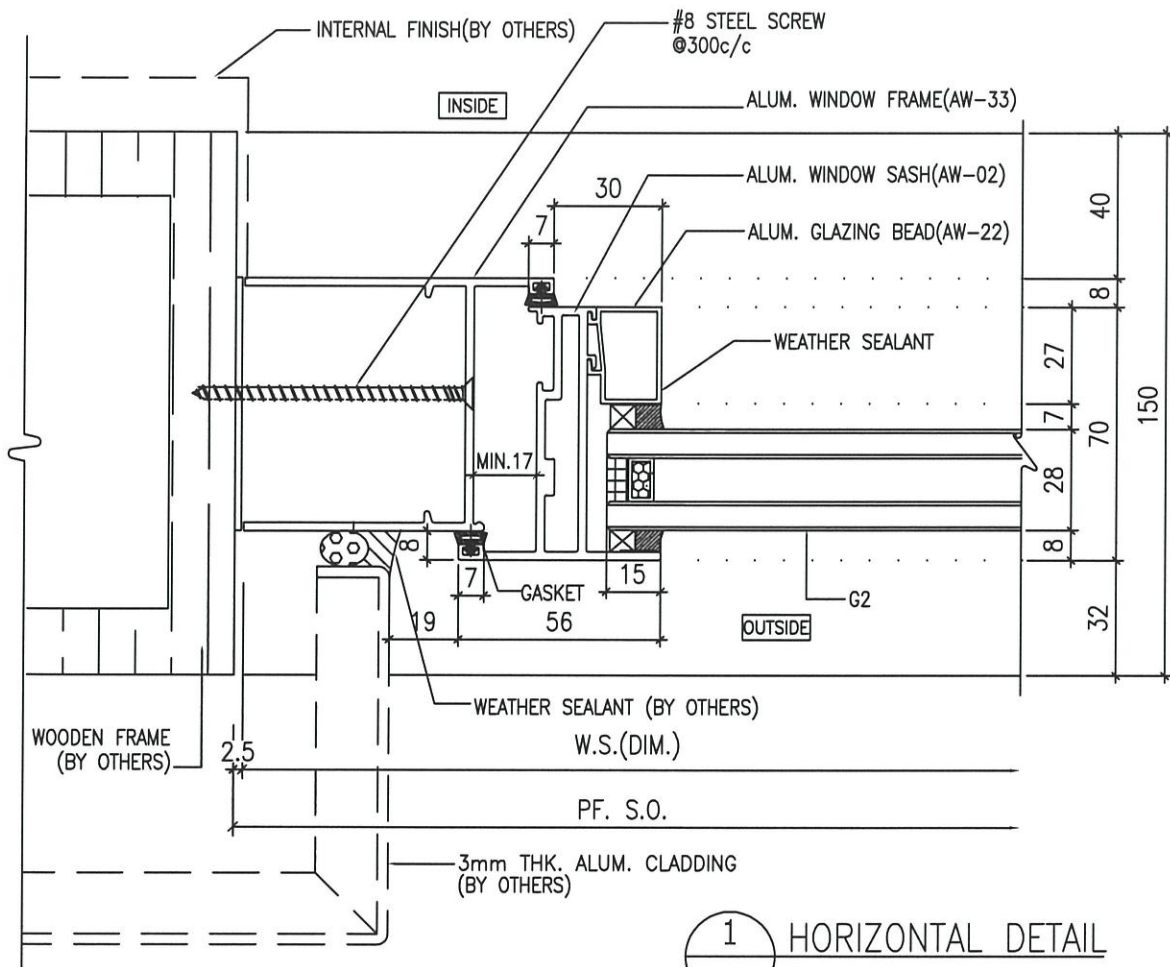 INTERNAL FINISH(BY OTHERS)
#8 STEEL SCREW
@300c/c
INSIDE
ALUM. WINDOW FRAME(AW-33)
ALUM. WINDOW SASH(AW-02)
30
7
ALUM. GLAZING BEAD(AW-22)
40
8
WEATHER SEALANT
27
7
70
150
MIN.17
28
8
8
7
GASKET
15
G2
19
56
OUTSIDE
32
WEATHER SEALANT (BY OTHERS)
WOODEN FRAME
(BY OTHERS)
2.5
W.S.(DIM.)
PF. S.O.
3mm THK. ALUM. CLADDING
(BY OTHERS)
1
HORIZONTAL DETAIL